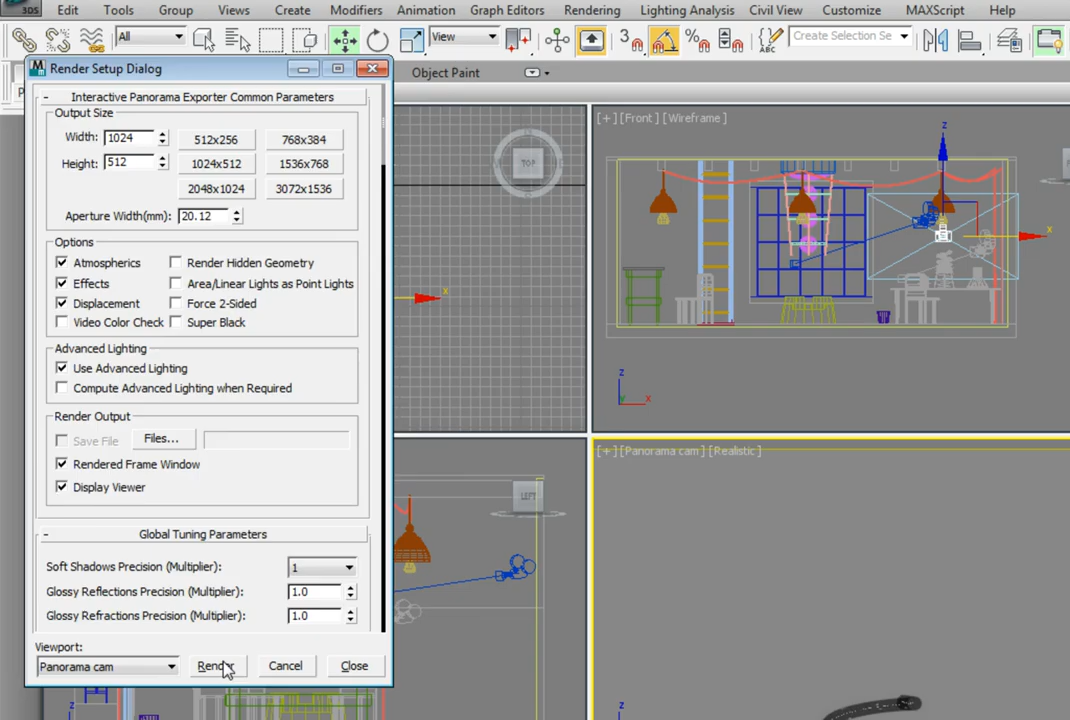 3DS
Edit Tools Group Views Create Modifiers Animation Graph Editors Rendering Lighting Analysis Civil View Customize MAXScript Help
All View 3 % ABC Create Selection Se
Render Setup Dialog
Object Paint
Interactive Panorama Exporter Common Parameters
Output Size
Width: 1024 512x256 768x384
Height: 512 1024x512 1536x768
2048x1024 3072x1536
Aperture Width(mm): 20.12
Options
Atmospherics Render Hidden Geometry
Effects Area/Linear Lights as Point Lights
Displacement Force 2-Sided
Video Color Check Super Black
Advanced Lighting
Use Advanced Lighting
Compute Advanced Lighting when Required
Render Output
Save File Files...
Rendered Frame Window
Display Viewer
Global Tuning Parameters
Soft Shadows Precision (Multiplier): 1
Glossy Reflections Precision (Multiplier): 1.0
Glossy Refractions Precision (Multiplier): 1.0
Viewport:
Panorama cam Render Cancel Close
TOP
x
[+] [Front] [Wireframe]
z
x
z
x
LEFT
[+] [Panorama cam] [Realistic]
z
z